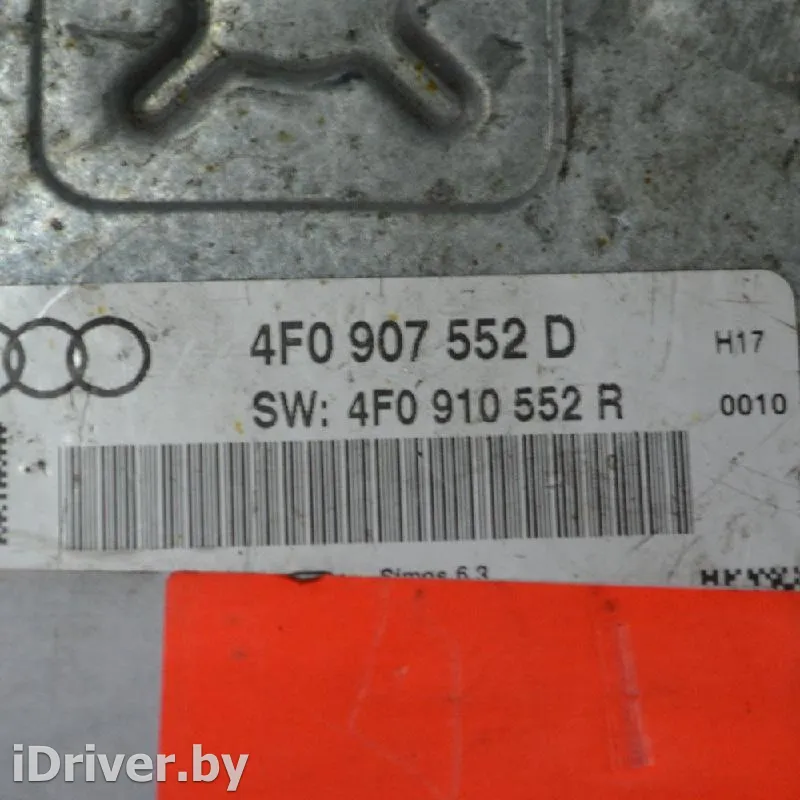 4F0 907 552 D H17
SW: 4F0 910 552 R 0010
Simos 6.3
iDriver.by